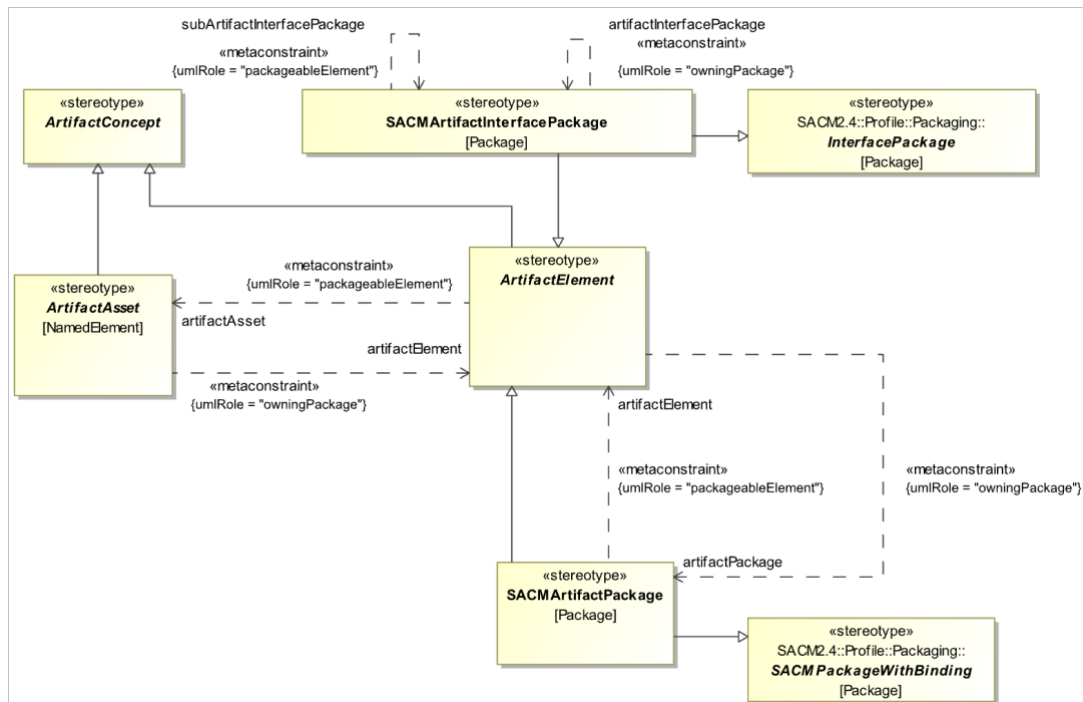 subArtifactInterfacePackage
«metaconstraint»
{umlRole = "packageableElement"}
artifactInterfacePackage
«metaconstraint»
{umlRole = "owningPackage"}
«stereotype»
ArtifactConcept
«stereotype»
SACMArtifactInterfacePackage
[Package]
«stereotype»
SACM2.4::Profile::Packaging::
InterfacePackage
[Package]
«stereotype»
ArtifactAsset
[NamedElement]
«metaconstraint»
{umlRole = "packageableElement"}
artifactAsset
«stereotype»
ArtifactElement
artifactElement
«metaconstraint»
{umlRole = "owningPackage"}
artifactElement
«metaconstraint»
{umlRole = "packageableElement"}
«metaconstraint»
{umlRole = "owningPackage"}
artifactPackage
«stereotype»
SACMArtifactPackage
[Package]
«stereotype»
SACM2.4::Profile::Packaging::
SACMPackageWithBinding
[Package]